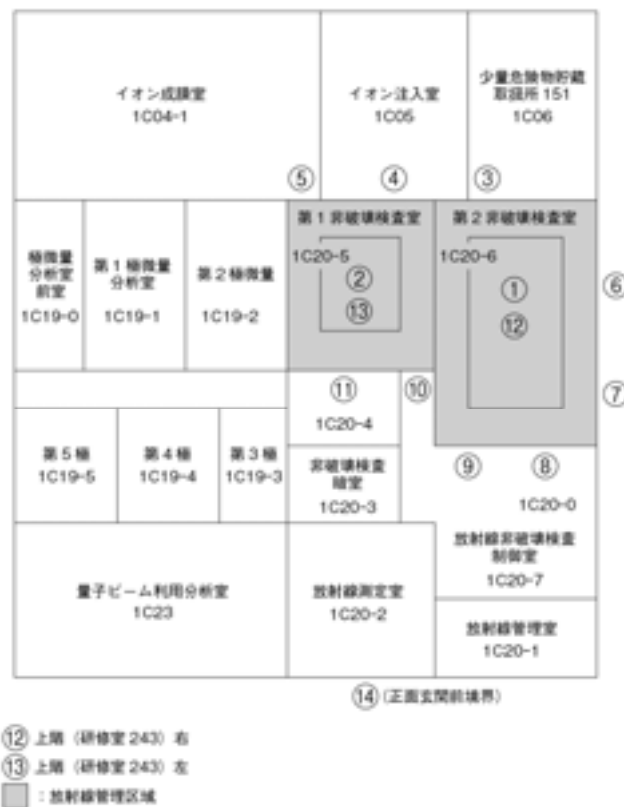 イオン成膜室
1C04-1
イオン注入室
1C05
少量危険物貯蔵
取扱所 151
1C06
⑤
④
③
極微量
分析室
前室
1C19-0
第1極微量
分析室
1C19-1
第2極微量
1C19-2
第1非破壊検査室
1C20-5
②
⑬
第2非破壊検査室
1C20-6
①
⑫
⑥
⑦
⑪
1C20-4
⑩
第5極
1C19-5
第4極
1C19-4
第3極
1C19-3
非破壊検査
暗室
1C20-3
⑨
⑧
1C20-0
放射線非破壊検査
制御室
1C20-7
量子ビーム利用分析室
1C23
放射線測定室
1C20-2
放射線管理室
1C20-1
⑭(正面玄関前境界)
⑫ 上階（研修室 243）右
⑬ 上階（研修室 243）左
：放射線管理区域